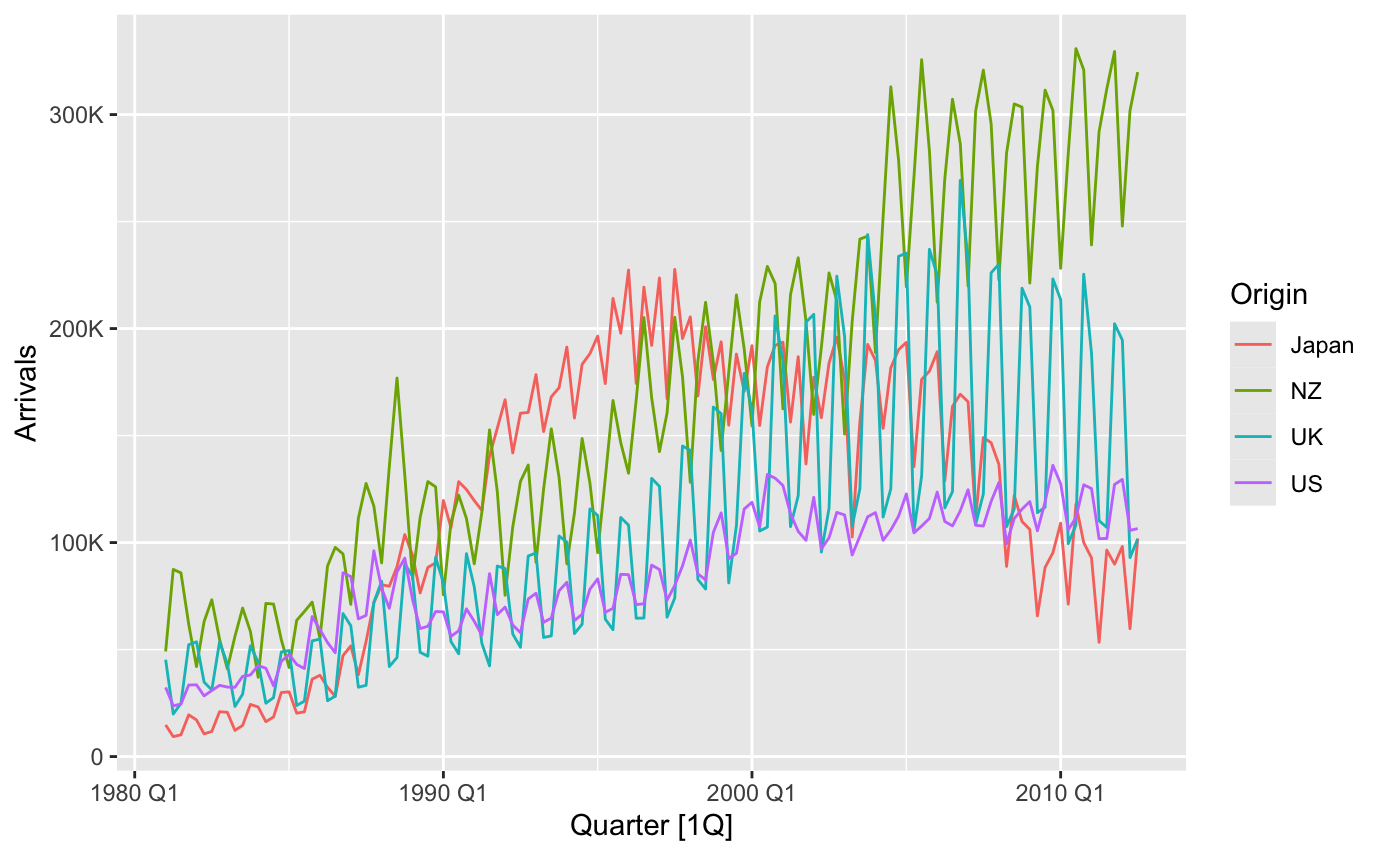 Arrivals
300K
200K
100K
0
1980 Q1
1990 Q1
2000 Q1
2010 Q1
Quarter [1Q]
Origin
Japan
NZ
UK
US